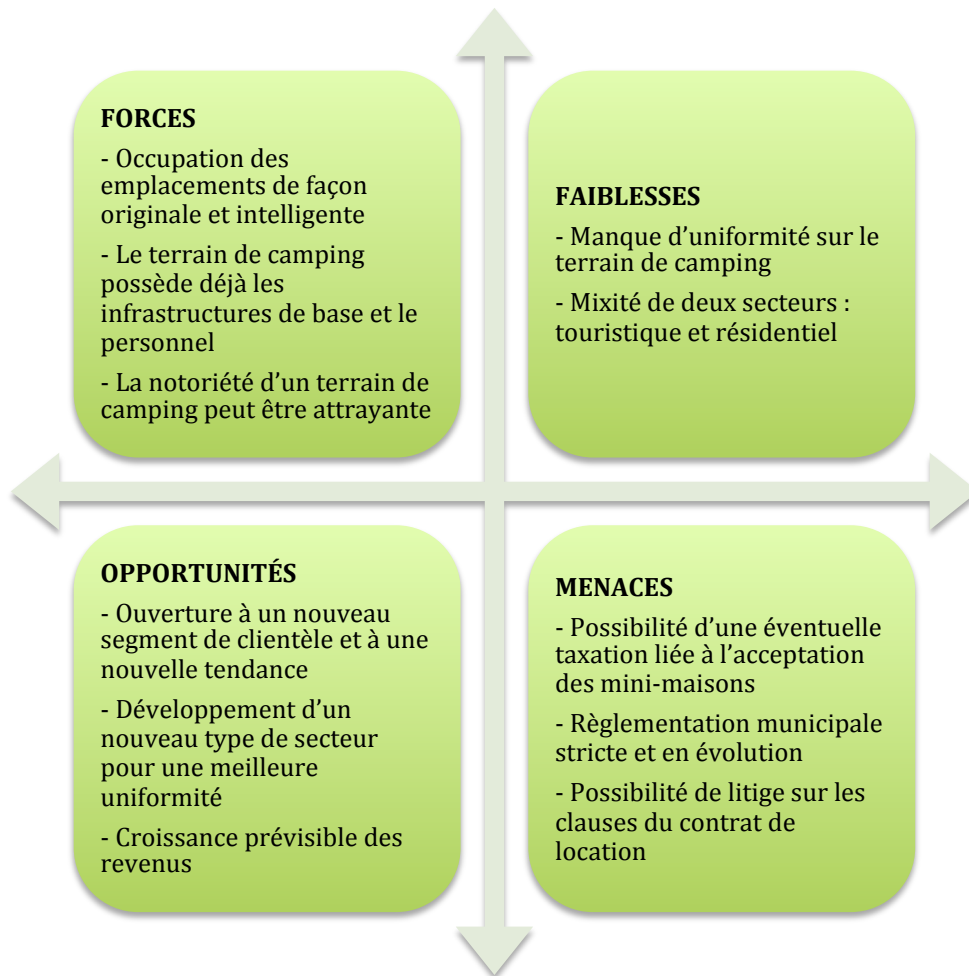 FORCES
- Occupation des
emplacements de façon
originale et intelligente
- Le terrain de camping
possède déjà les
infrastructures de base et le
personnel
- La notoriété d’un terrain de
camping peut être attrayante
FAIBLESSES
- Manque d’uniformité sur le
terrain de camping
- Mixité de deux secteurs :
touristique et résidentiel
OPPORTUNITÉS
- Ouverture à un nouveau
segment de clientèle et à une
nouvelle tendance
- Développement d’un
nouveau type de secteur
pour une meilleure
uniformité
- Croissance prévisible des
revenus
MENACES
- Possibilité d’une éventuelle
taxation liée à l’acceptation
des mini-maisons
- Règlementation municipale
stricte et en évolution
- Possibilité de litige sur les
clauses du contrat de
location